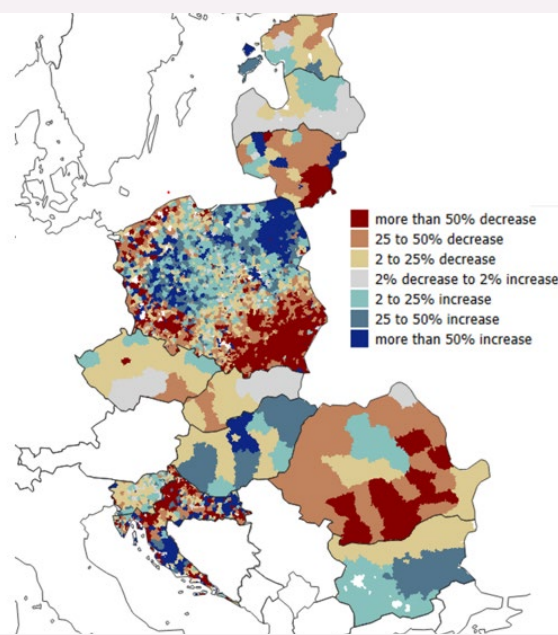 more than 50% decrease
25 to 50% decrease
2 to 25% decrease
2% decrease to 2% increase
2 to 25% increase
25 to 50% increase
more than 50% increase